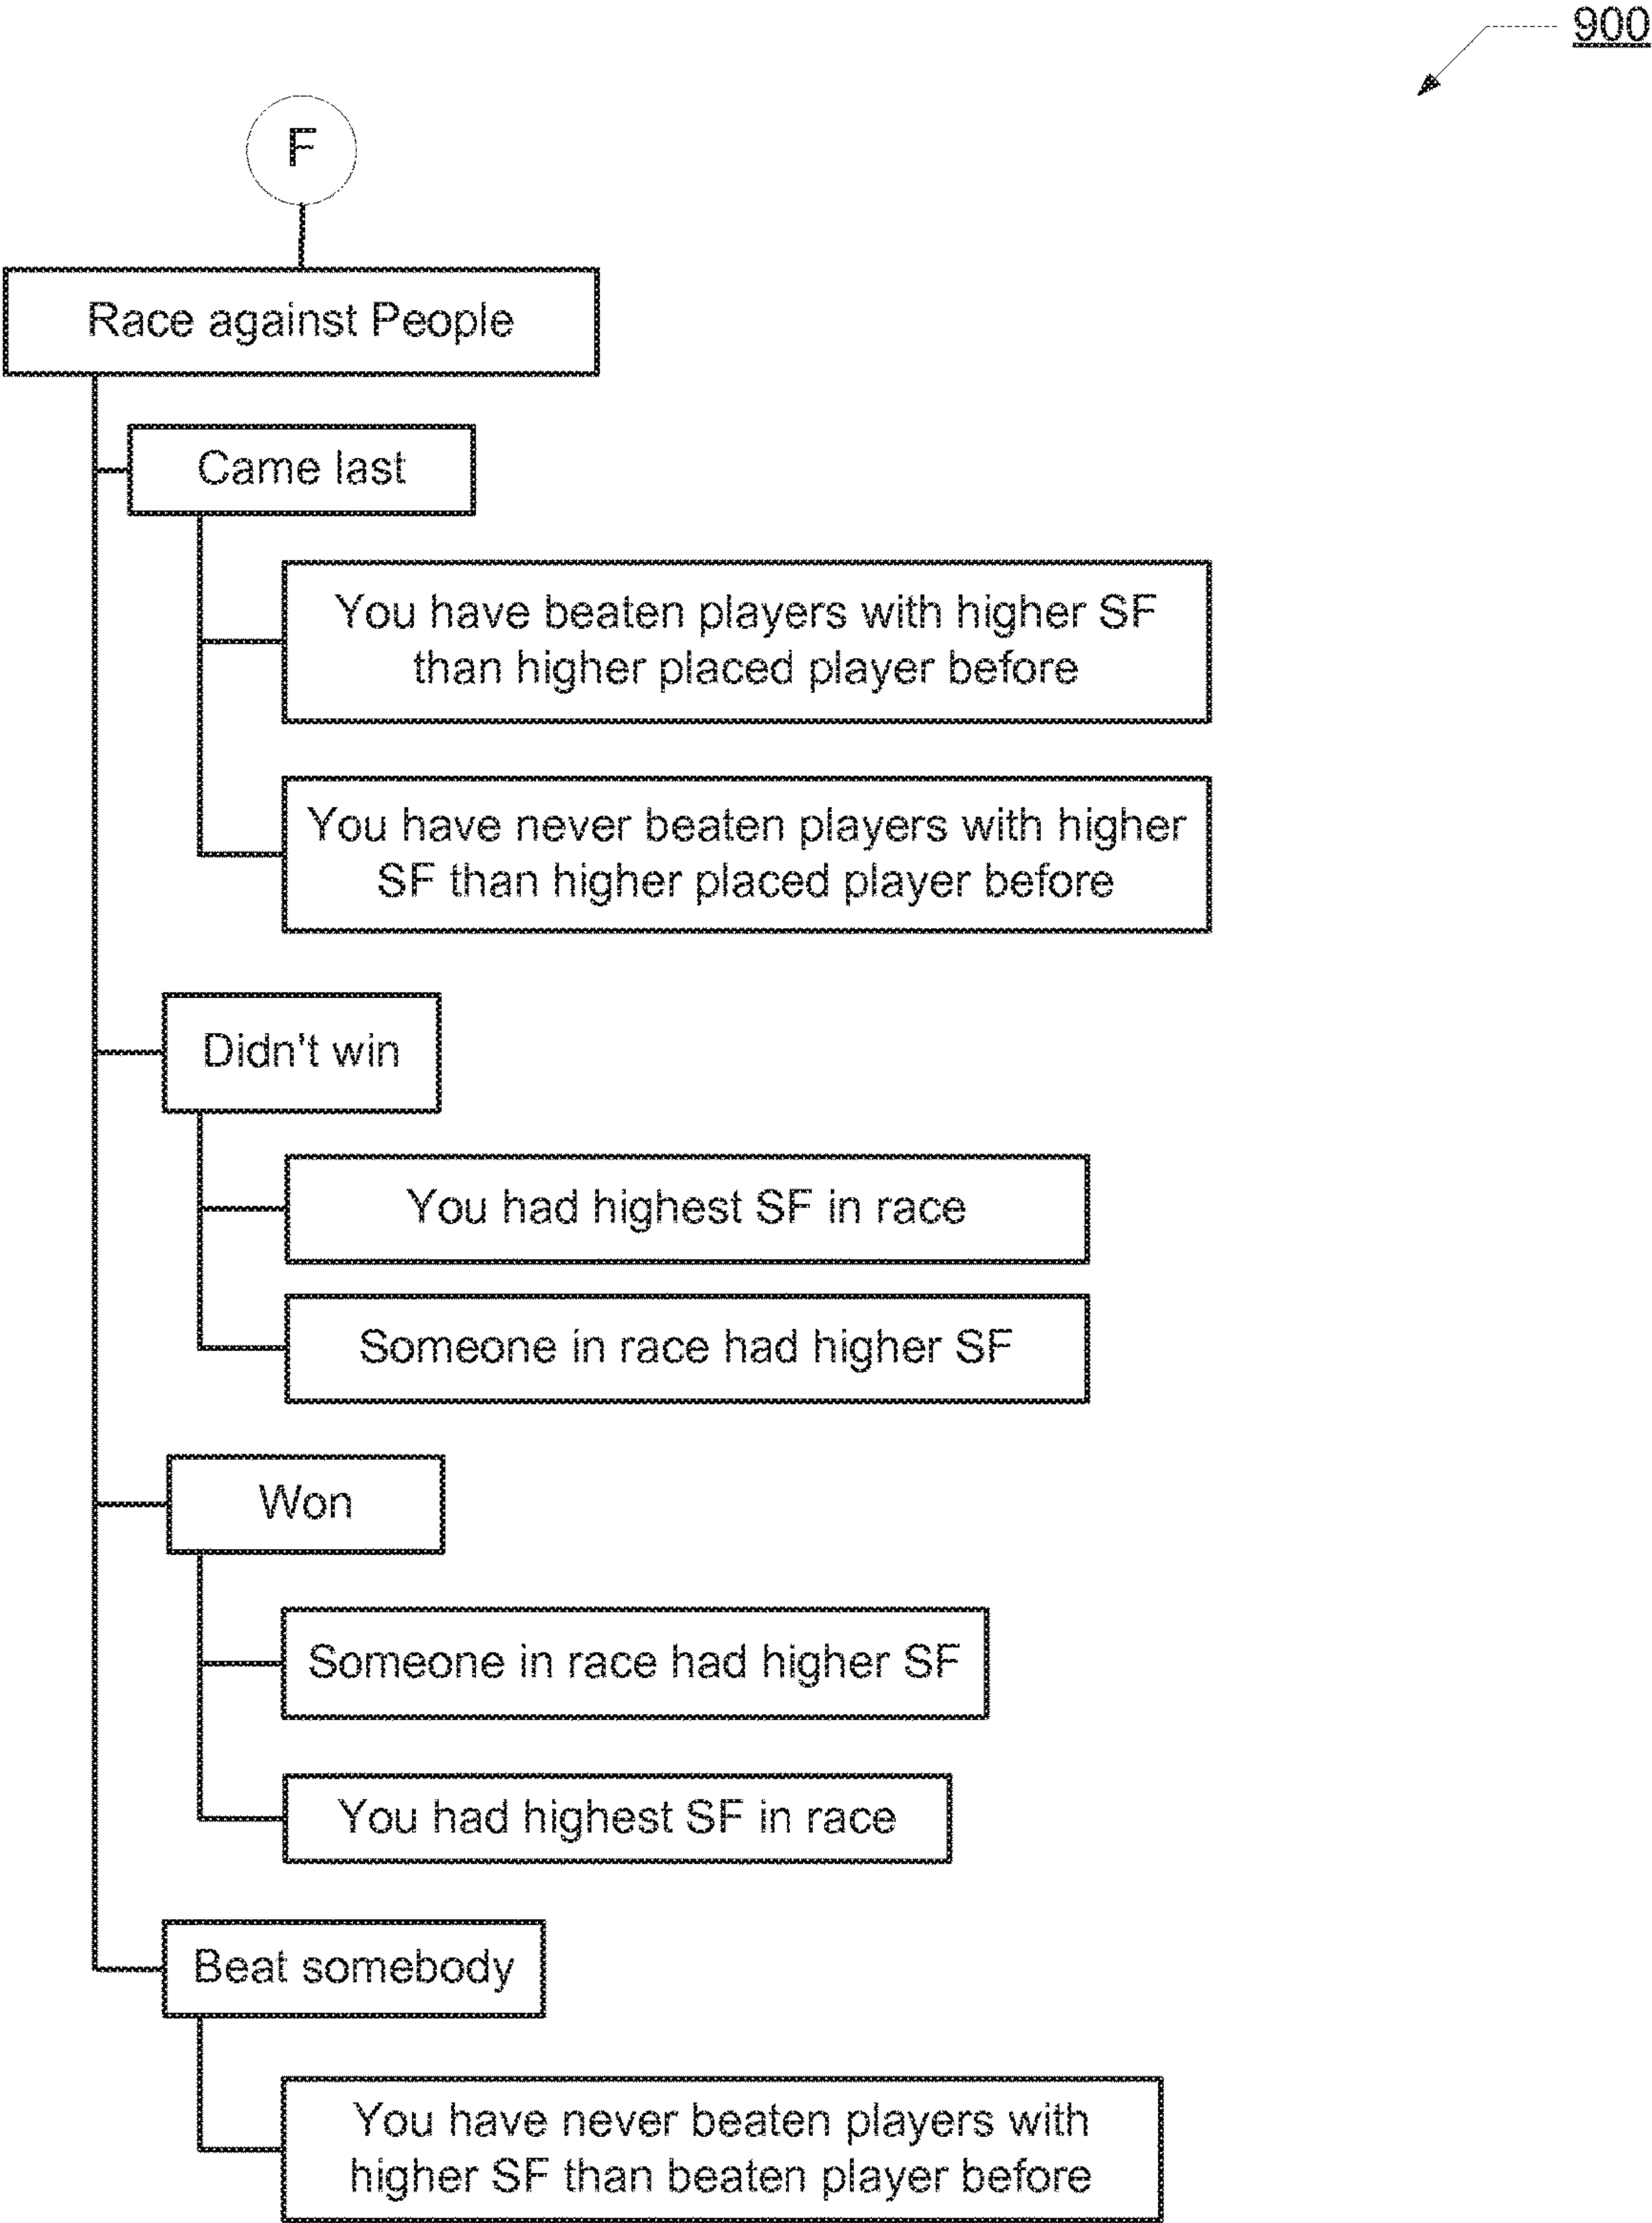 900
F
Race against People
Came last
You have beaten players with higher SF
than higher placed player before
You have never beaten players with higher
SF than higher placed player before
Didn't win
You had highest SF in race
Someone in race had higher SF
Won
Someone in race had higher SF
You had highest SF in race
Beat somebody
You have never beaten players with
higher SF than beaten player before